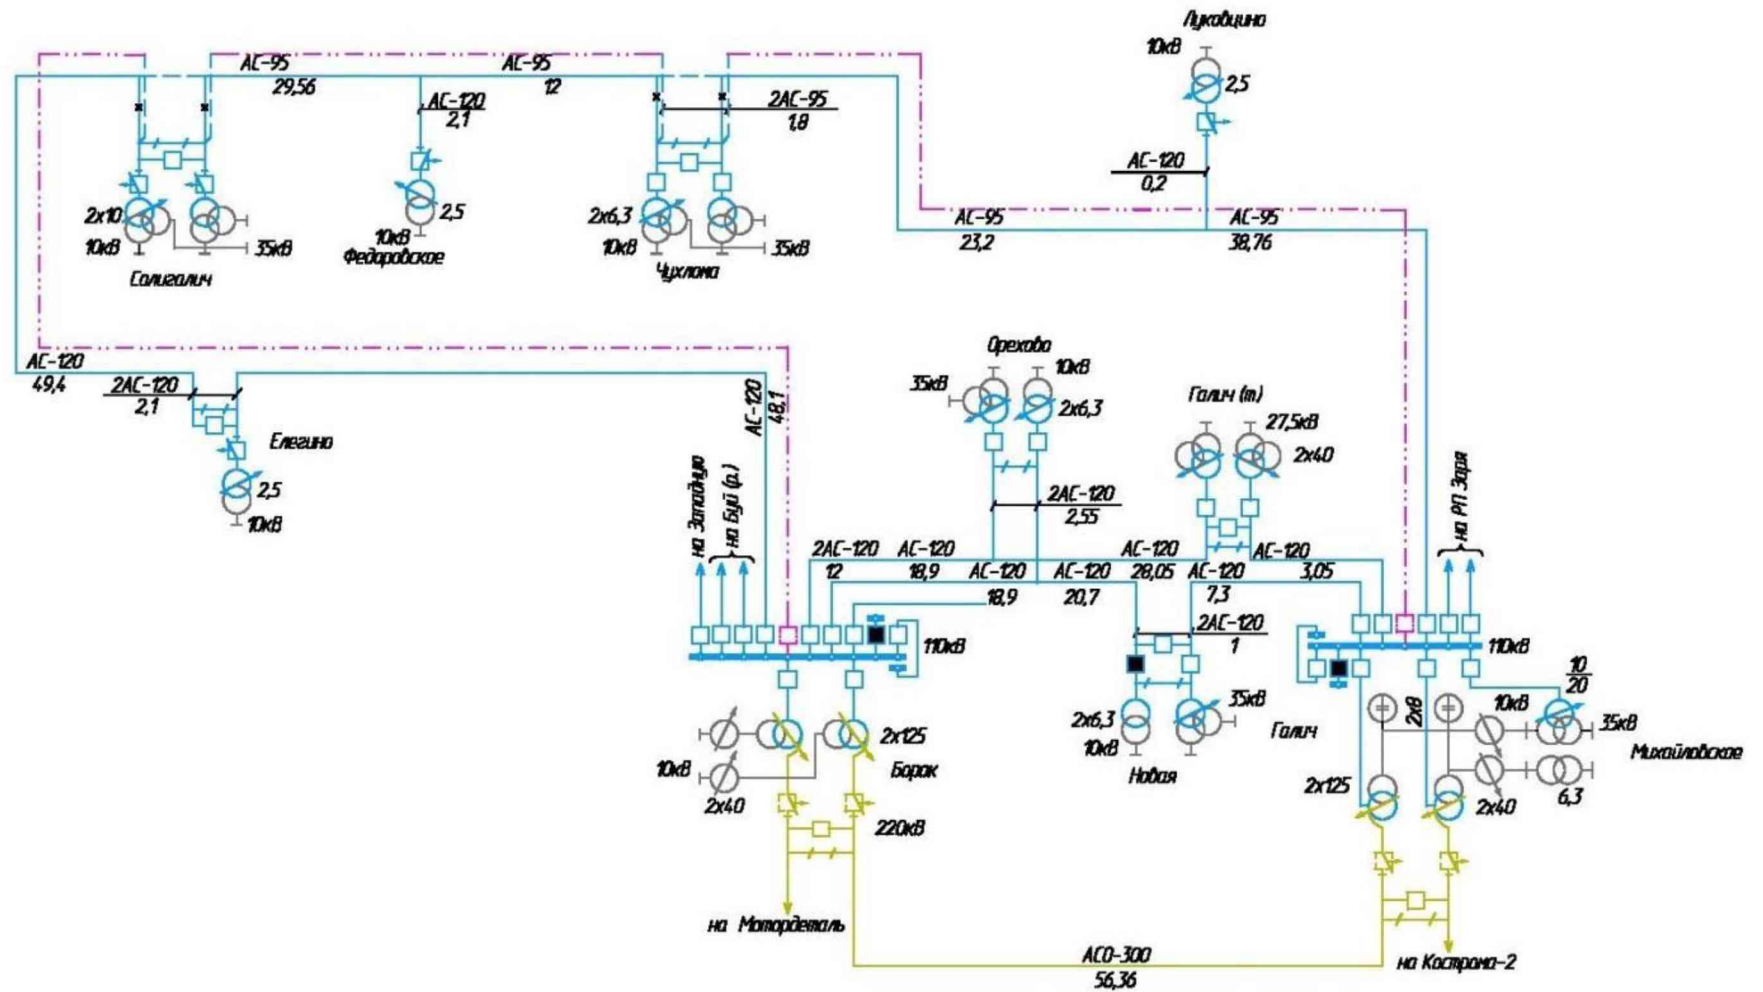 Луковцино
10кВ
2,5
АС-120
0,2
АС-95
29,56
АС-95
12
АС-120
2,1
2АС-95
1,8
2х10
10кВ
35кВ
Солигалич
2,5
10кВ
Федоровское
2х6,3
10кВ
35кВ
Чухлома
АС-95
23,2
АС-95
38,76
АС-120
49,4
2АС-120
2,1
Елегино
2,5
10кВ
АС-120
48,1
Орехово
35кВ
10кВ
2х6,3
2АС-120
2,55
Галич (т)
27,5кВ
2х40
на Западную
на Буй (р.)
на РП Заря
2АС-120
12
АС-120
18,9
АС-120
18,9
АС-120
20,7
АС-120
28,05
АС-120
7,3
АС-120
3,05
2АС-120
1
110кВ
110кВ
2х6,3
10кВ
35кВ
Новая
Галич
10
20
2х8
10кВ
35кВ
Михайловское
2х125
2х40
6,3
10кВ
2х40
2х125
Борок
220кВ
на Мотордеталь
АСО-300
56,36
на Кострома-2